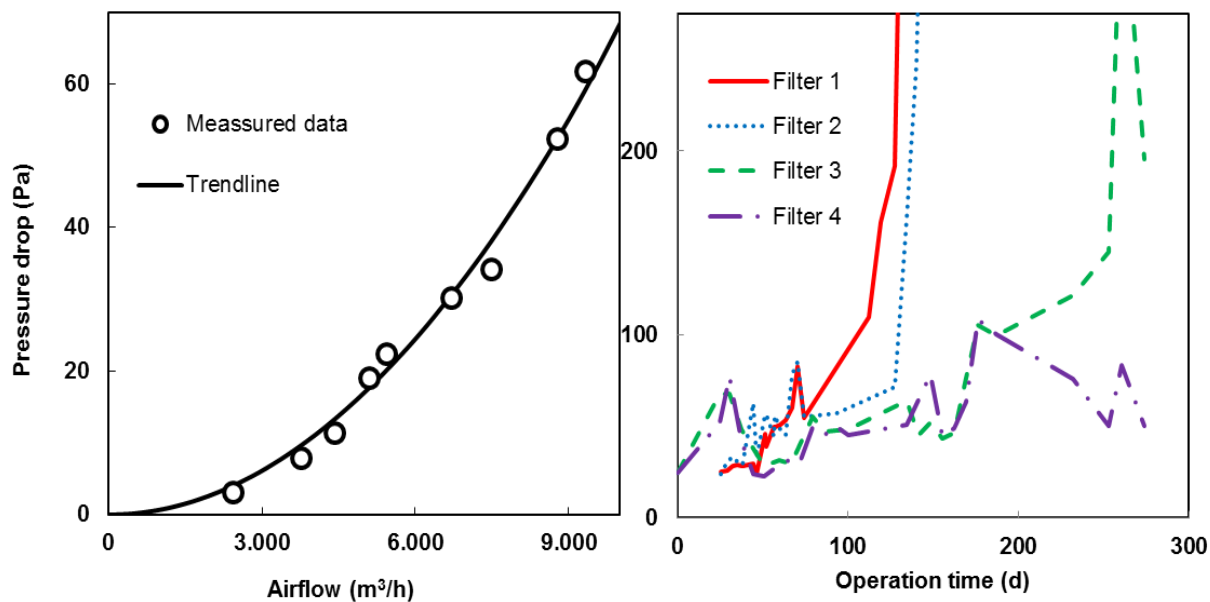 Pressure drop (Pa)
60
40
20
0
Meassured data
Trendline
0
3.000
6.000
9.000
Airflow (m³/h)
200
100
0
Filter 1
Filter 2
Filter 3
Filter 4
0
100
200
300
Operation time (d)